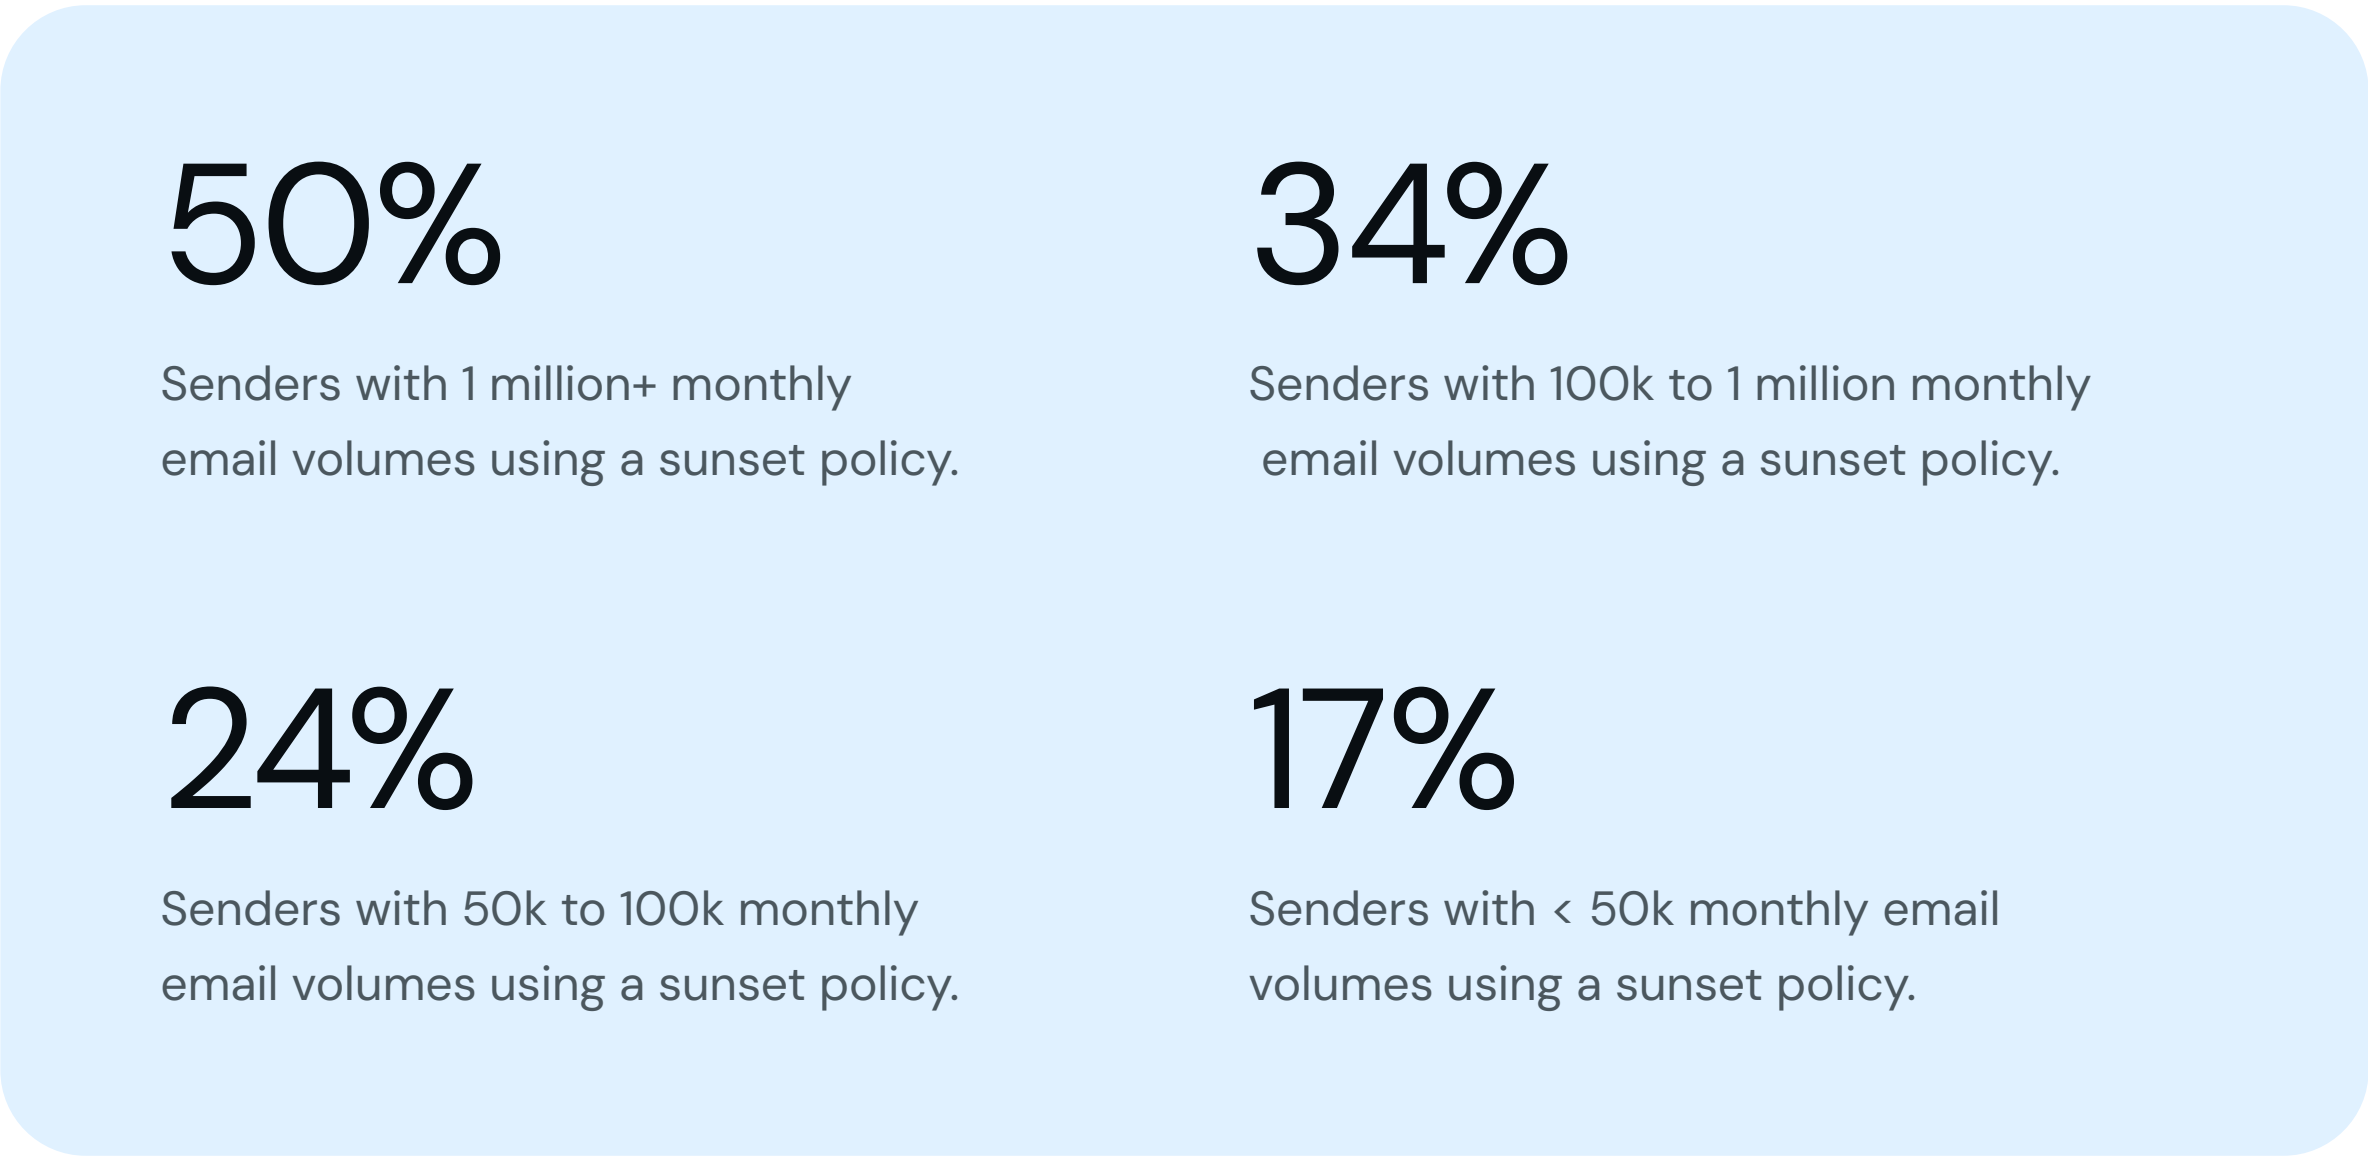 50%
Senders with 1 million+ monthly
email volumes using a sunset policy.
34%
Senders with 100k to 1 million monthly
email volumes using a sunset policy.
24%
Senders with 50k to 100k monthly
email volumes using a sunset policy.
17%
Senders with < 50k monthly email
volumes using a sunset policy.